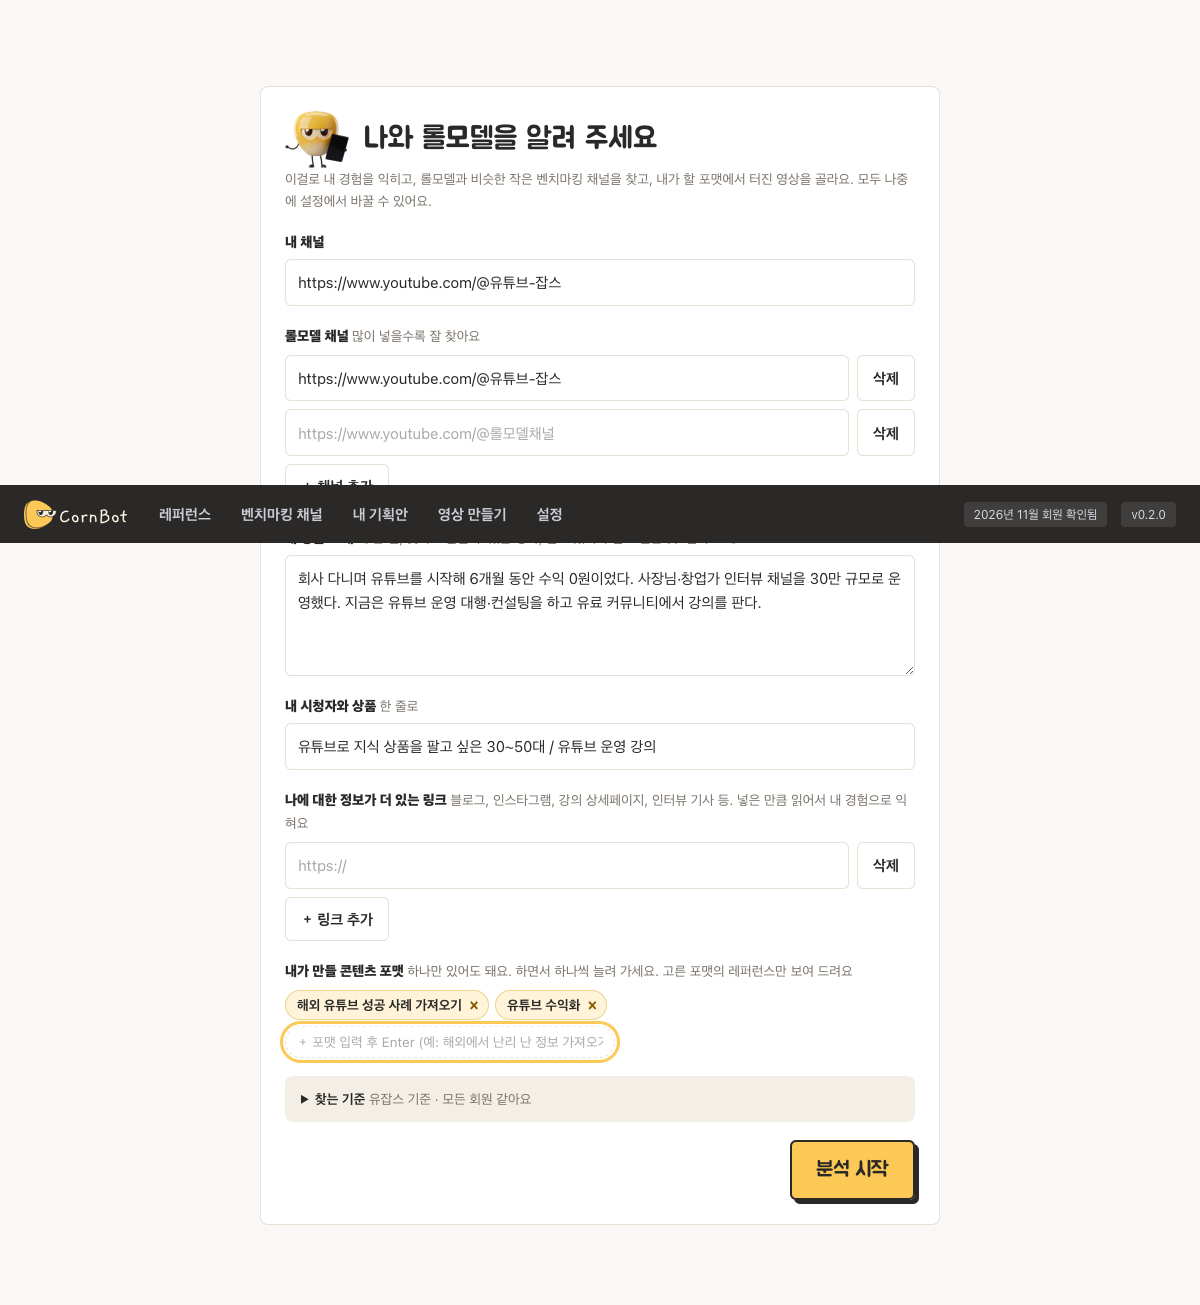 나와 롤모델을 알려 주세요
이걸로 내 경험을 익히고, 롤모델과 비슷한 작은 벤치마킹 채널을 찾고, 내가 할 포맷에서 터진 영상을 골라요. 모두 나중
에 설정에서 바꿀 수 있어요.
내 채널
https://www.youtube.com/@유튜브-잡스
롤모델 채널 많이 넣을수록 잘 찾아요
https://www.youtube.com/@유튜브-잡스
삭제
https://www.youtube.com/@롤모델채널
삭제
+ 채널 추가
CornBot 레퍼런스 벤치마킹 채널 내 기획안 영상 만들기 설정 2026년 11월 회원 확인됨 v0.2.0
회사 다니며 유튜브를 시작해 6개월 동안 수익 0원이었다. 사장님·창업가 인터뷰 채널을 30만 규모로 운
영했다. 지금은 유튜브 운영 대행·컨설팅을 하고 유료 커뮤니티에서 강의를 판다.
내 시청자와 상품 한 줄로
유튜브로 지식 상품을 팔고 싶은 30~50대 / 유튜브 운영 강의
나에 대한 정보가 더 있는 링크 블로그, 인스타그램, 강의 상세페이지, 인터뷰 기사 등. 넣은 만큼 읽어서 내 경험으로 익
혀요
https://
삭제
+ 링크 추가
내가 만들 콘텐츠 포맷 하나만 있어도 돼요. 하면서 하나씩 늘려 가세요. 고른 포맷의 레퍼런스만 보여 드려요
해외 유튜브 성공 사례 가져오기 × 유튜브 수익화 ×
+ 포맷 입력 후 Enter (예: 해외에서 난리 난 정보 가져오기
▶ 찾는 기준 유잡스 기준 · 모든 회원 같아요
분석 시작